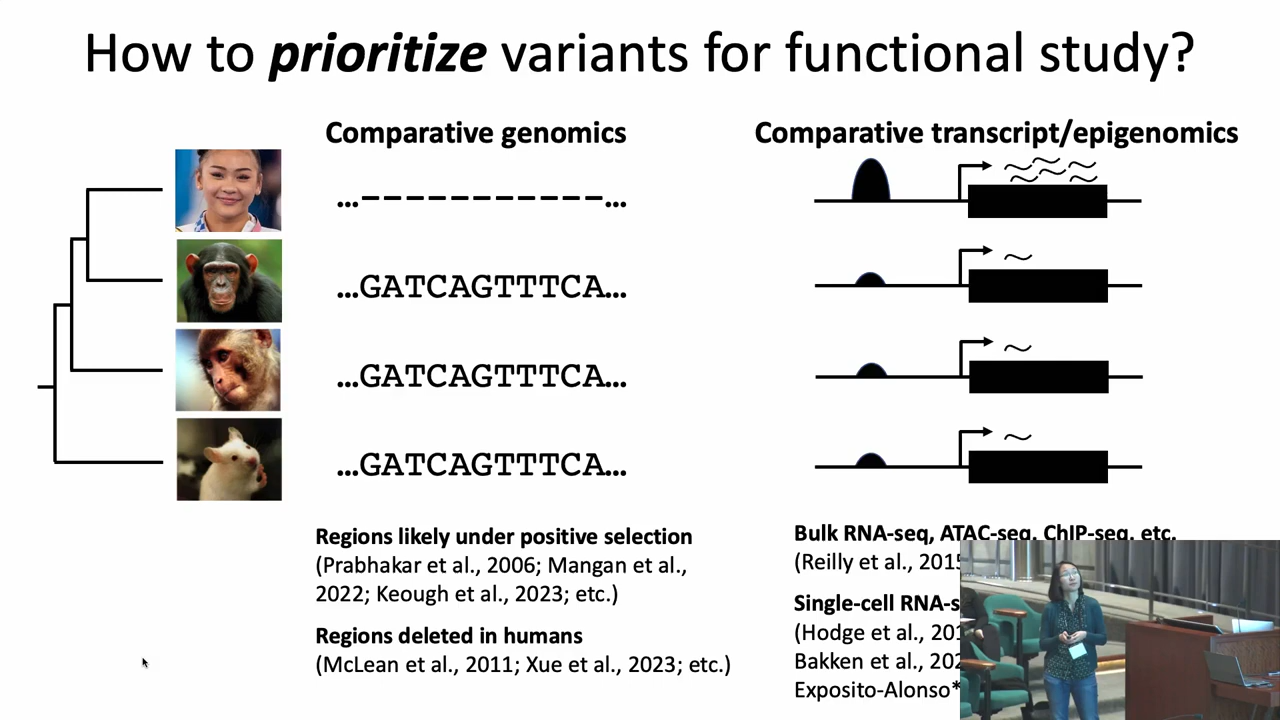 How to prioritize variants for functional study?
Comparative genomics
Comparative transcript/epigenomics
...-----------...
...GATCAGTTTCA...
...GATCAGTTTCA...
...GATCAGTTTCA...
Regions likely under positive selection
(Prabhakar et al., 2006; Mangan et al.,
2022; Keough et al., 2023; etc.)
Regions deleted in humans
(McLean et al., 2011; Xue et al., 2023; etc.)
Bulk RNA-seq, ATAC-seq, ChIP-seq, etc.
(Reilly et al., 2015
Single-cell RNA-s
(Hodge et al., 201
Bakken et al., 202
Exposito-Alonso*